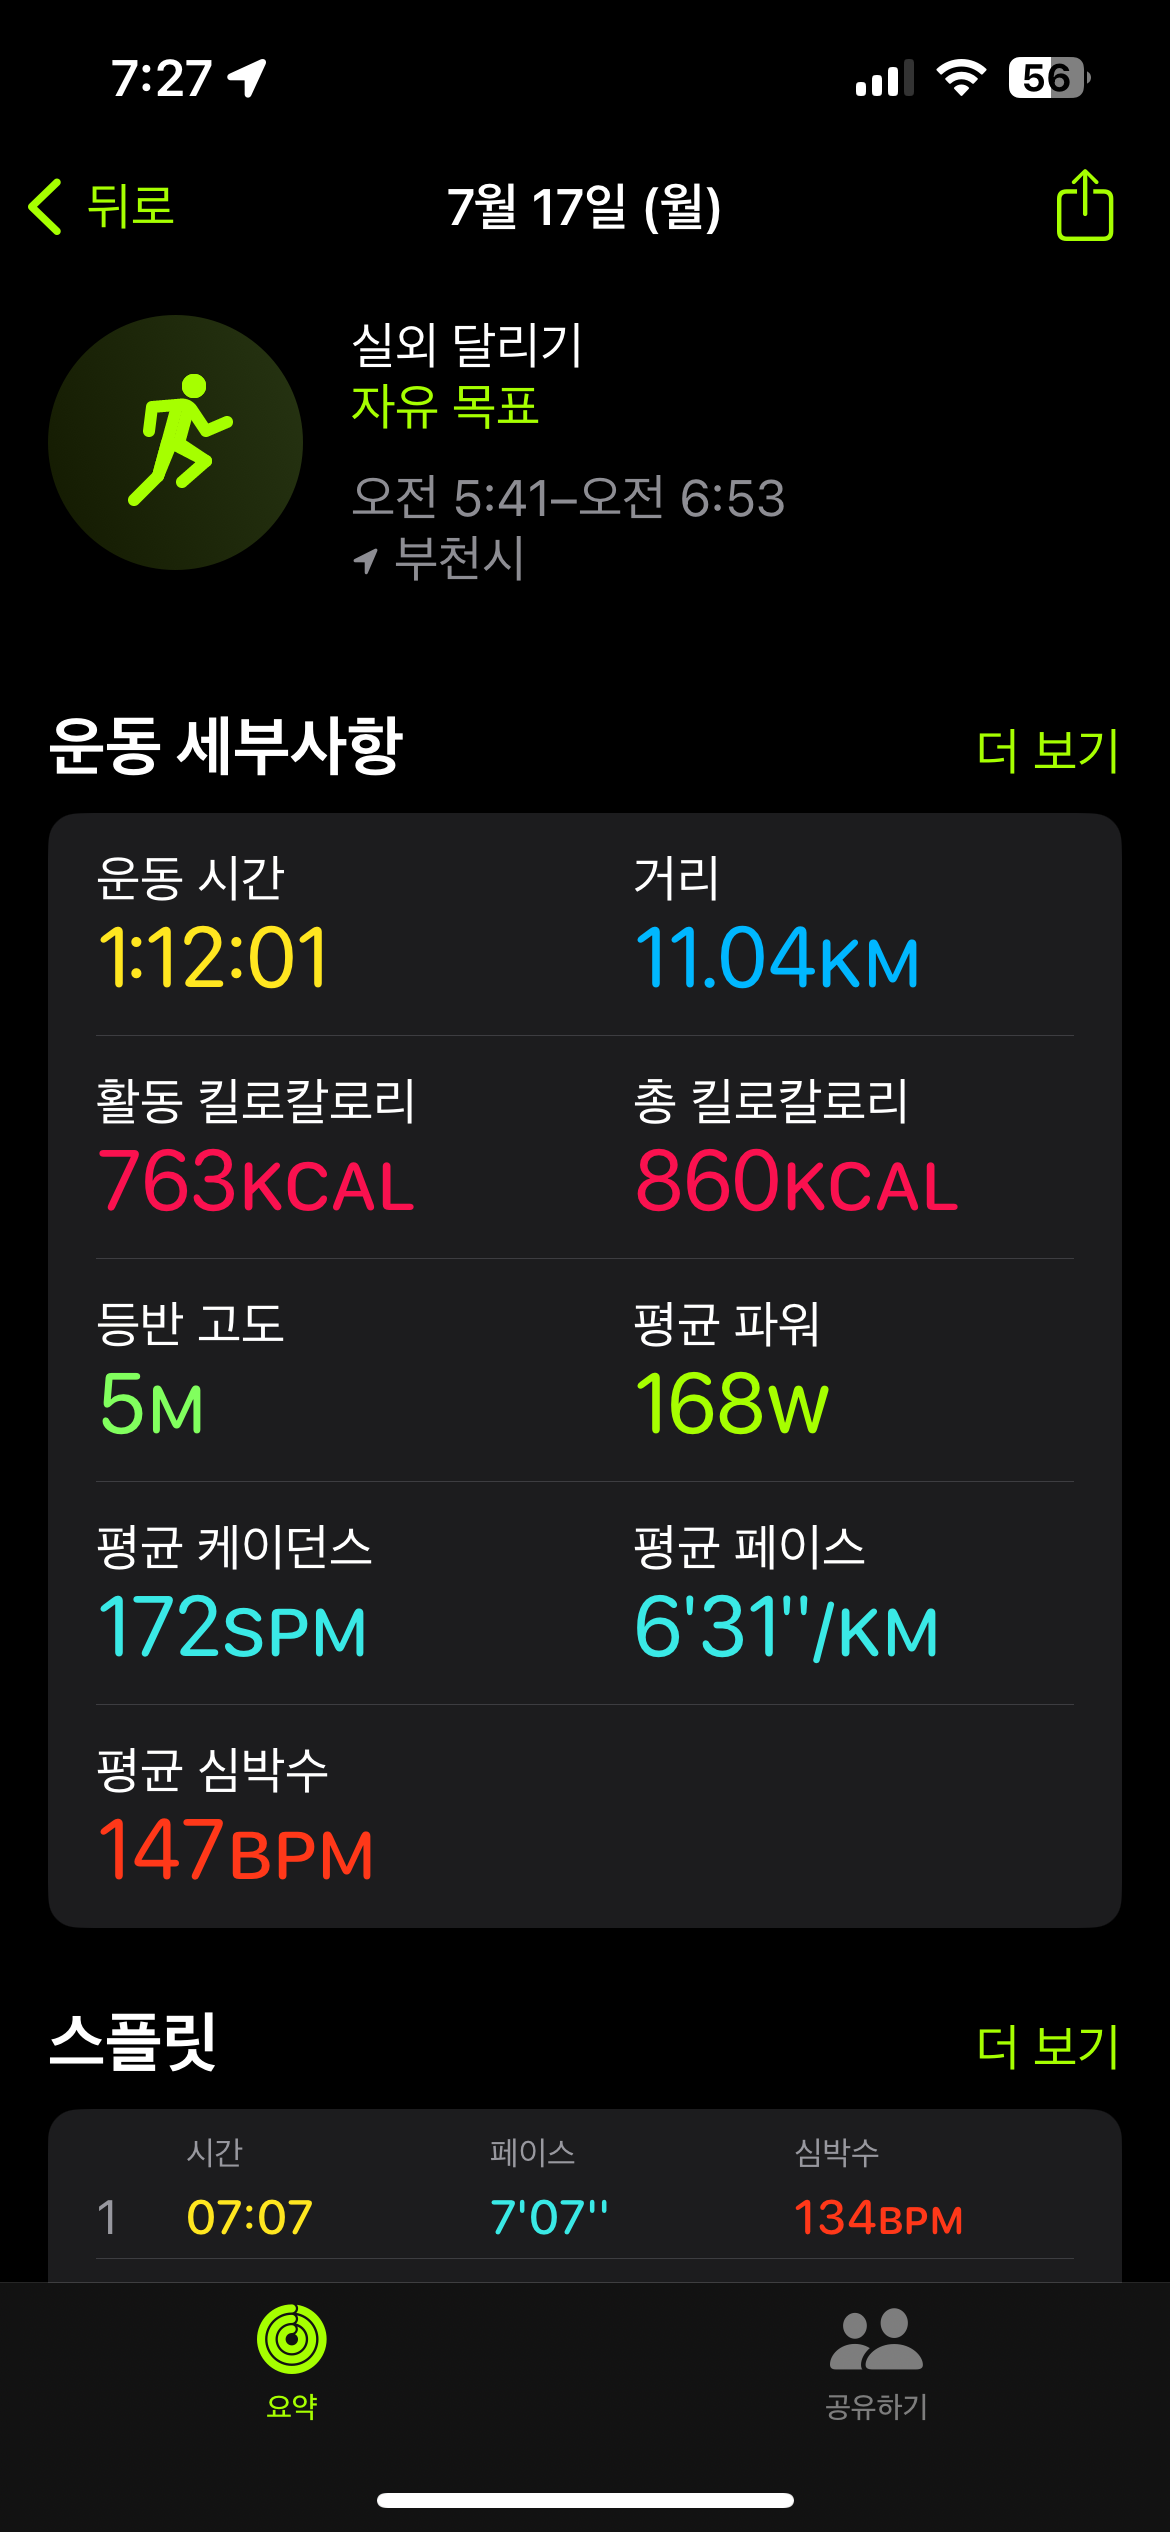 7:27
56
뒤로
7월 17일 (월)
실외 달리기
자유 목표
오전 5:41–오전 6:53
부천시
운동 세부사항
더 보기
운동 시간
거리
1:12:01
11.04KM
활동 킬로칼로리
총 킬로칼로리
763KCAL
860KCAL
등반 고도
평균 파워
5M
168W
평균 케이던스
평균 페이스
172SPM
6'31''/KM
평균 심박수
147BPM
스플릿
더 보기
시간 페이스 심박수
1 07:07 7'07'' 134BPM
요약
공유하기